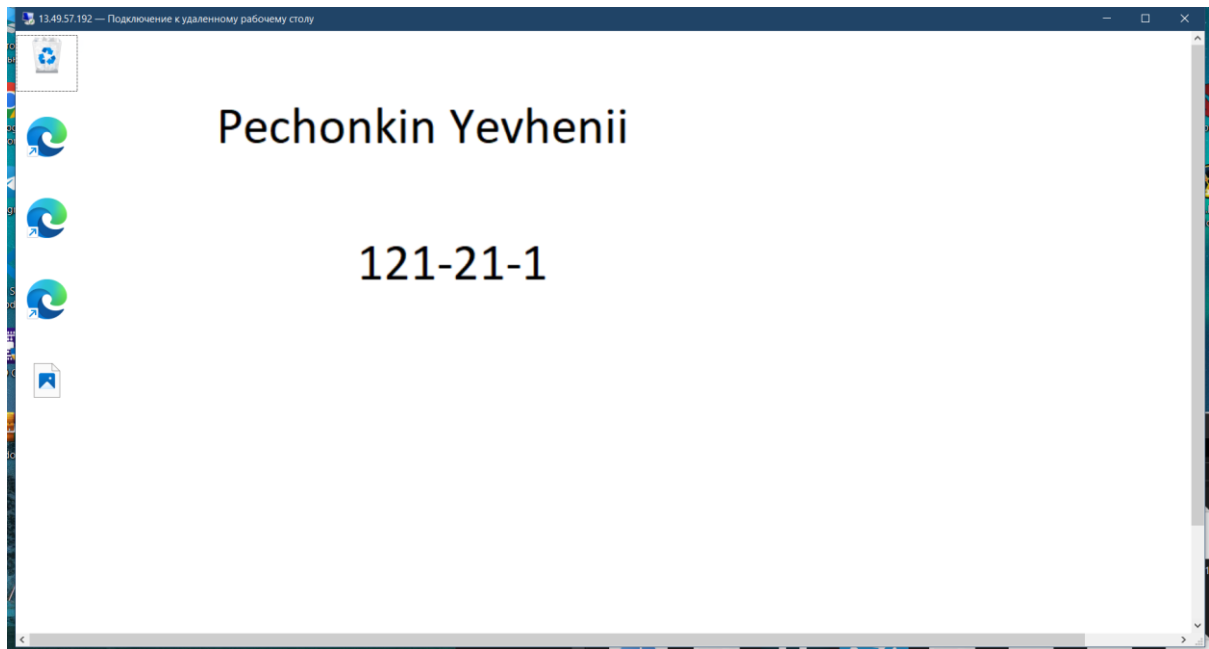 13.49.57.192 — Подключение к удаленному рабочему столу
Pechonkin Yevhenii
121-21-1